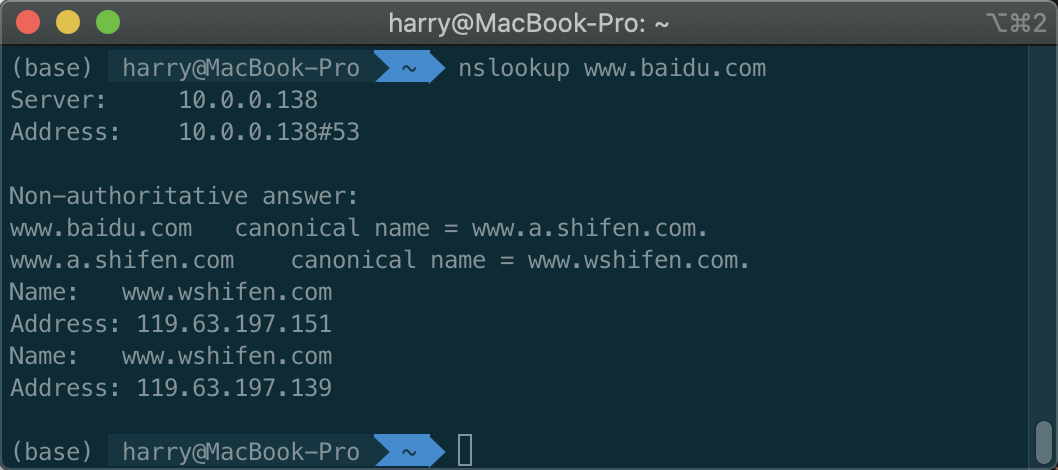 harry@MacBook-Pro: ~ ⌥⌘2
(base) harry@MacBook-Pro ~ nslookup www.baidu.com
Server: 10.0.0.138
Address: 10.0.0.138#53
Non-authoritative answer:
www.baidu.com canonical name = www.a.shifen.com.
www.a.shifen.com canonical name = www.wshifen.com.
Name: www.wshifen.com
Address: 119.63.197.151
Name: www.wshifen.com
Address: 119.63.197.139
(base) harry@MacBook-Pro ~